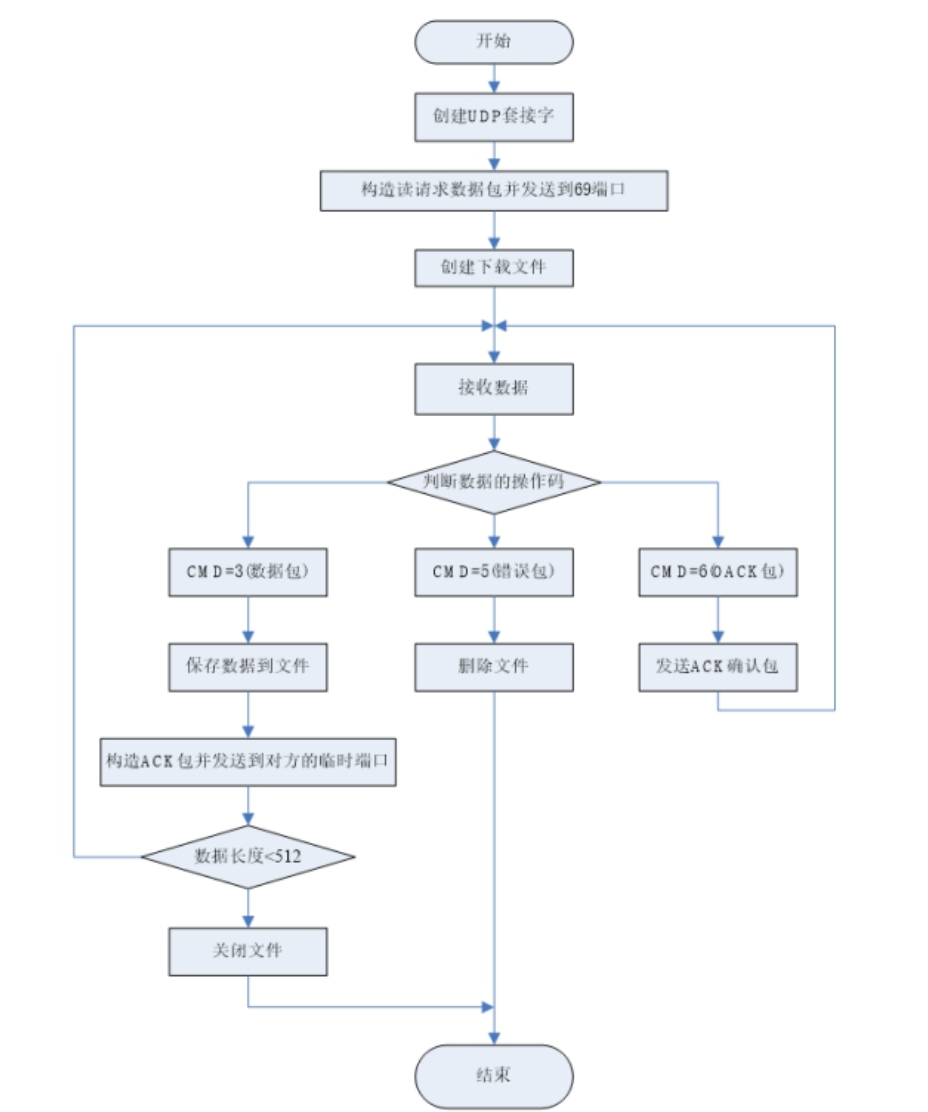 开始
创建UDP套接字
构造读请求数据包并发送到69端口
创建下载文件
接收数据
判断数据的操作码
CMD=3(数据包)
CMD=5(错误包)
CMD=6(OACK包)
保存数据到文件
删除文件
发送ACK确认包
构造ACK包并发送到对方的临时端口
数据长度<512
关闭文件
结束